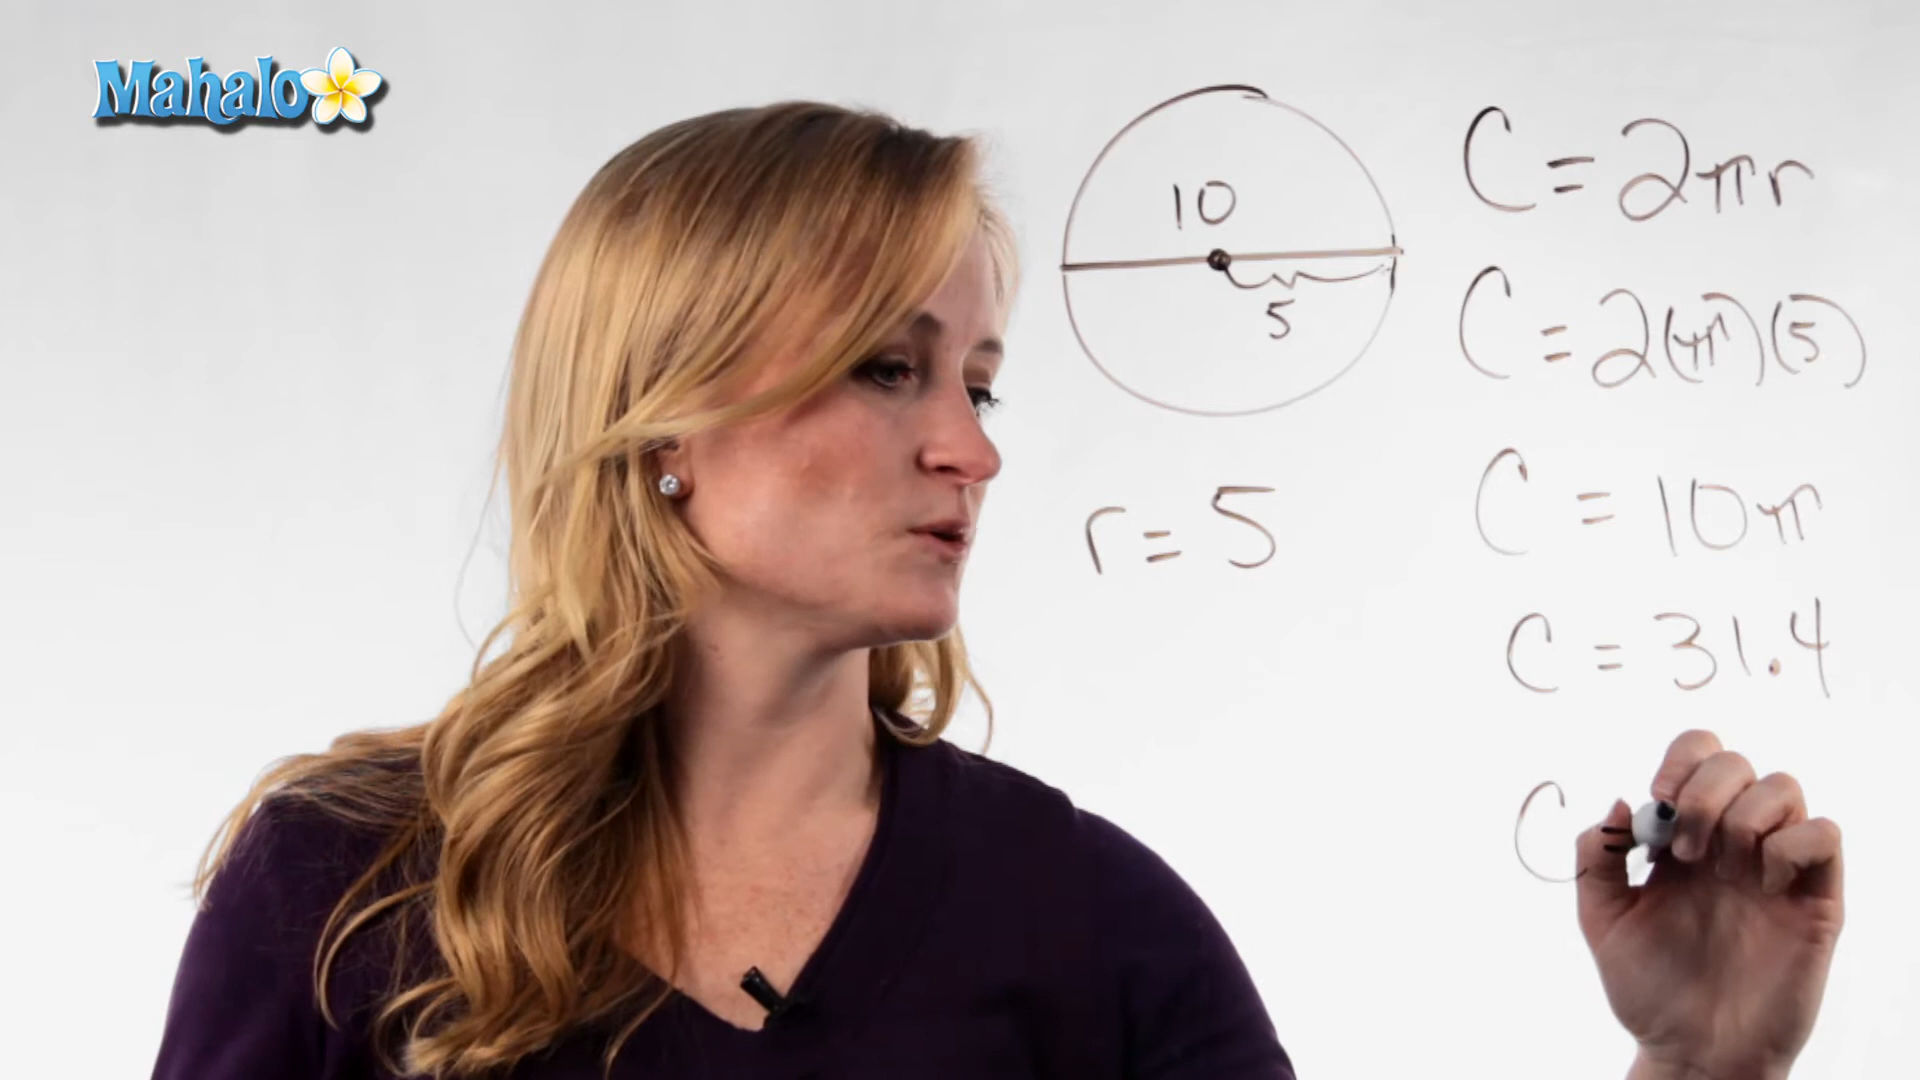 Mahalo
10
5
r = 5
C = 2πr
C = 2(π)(5)
C = 10π
C = 31.4
C =